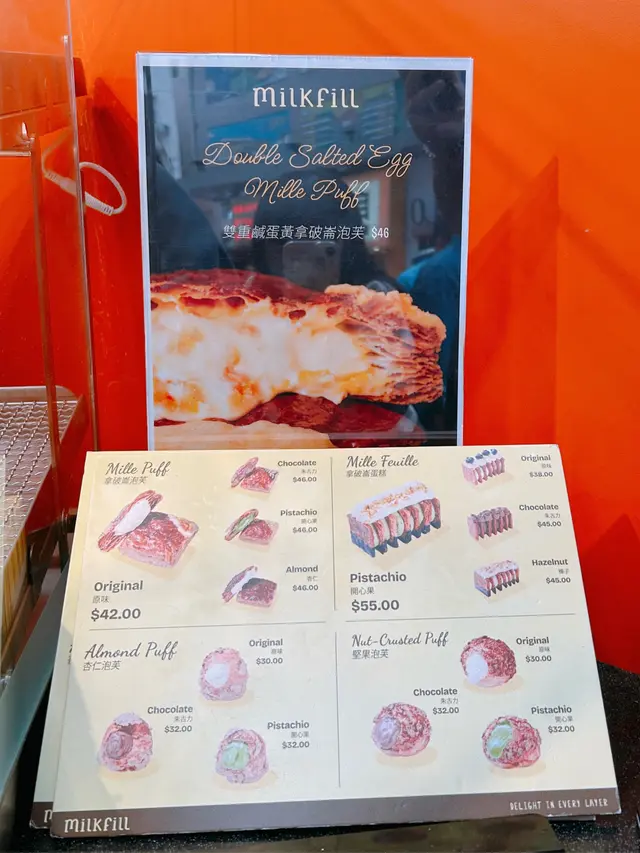 MILKFILL
Double Salted Egg
Mille Puff
雙重鹹蛋黃拿破崙泡芙 $46
Mille Puff
拿破崙泡芙
Chocolate
朱古力
$46.00
Pistachio
開心果
$46.00
Almond
杏仁
$46.00
Original
原味
$42.00
Mille Feuille
拿破崙蛋糕
Original
原味
$38.00
Chocolate
朱古力
$45.00
Hazelnut
榛子
$45.00
Pistachio
開心果
$55.00
Almond Puff
杏仁泡芙
Original
原味
$30.00
Chocolate
朱古力
$32.00
Pistachio
開心果
$32.00
Nut-Crusted Puff
堅果泡芙
Original
原味
$30.00
Chocolate
朱古力
$32.00
Pistachio
開心果
$32.00
MILKFILL
DELIGHT IN EVERY LAYER